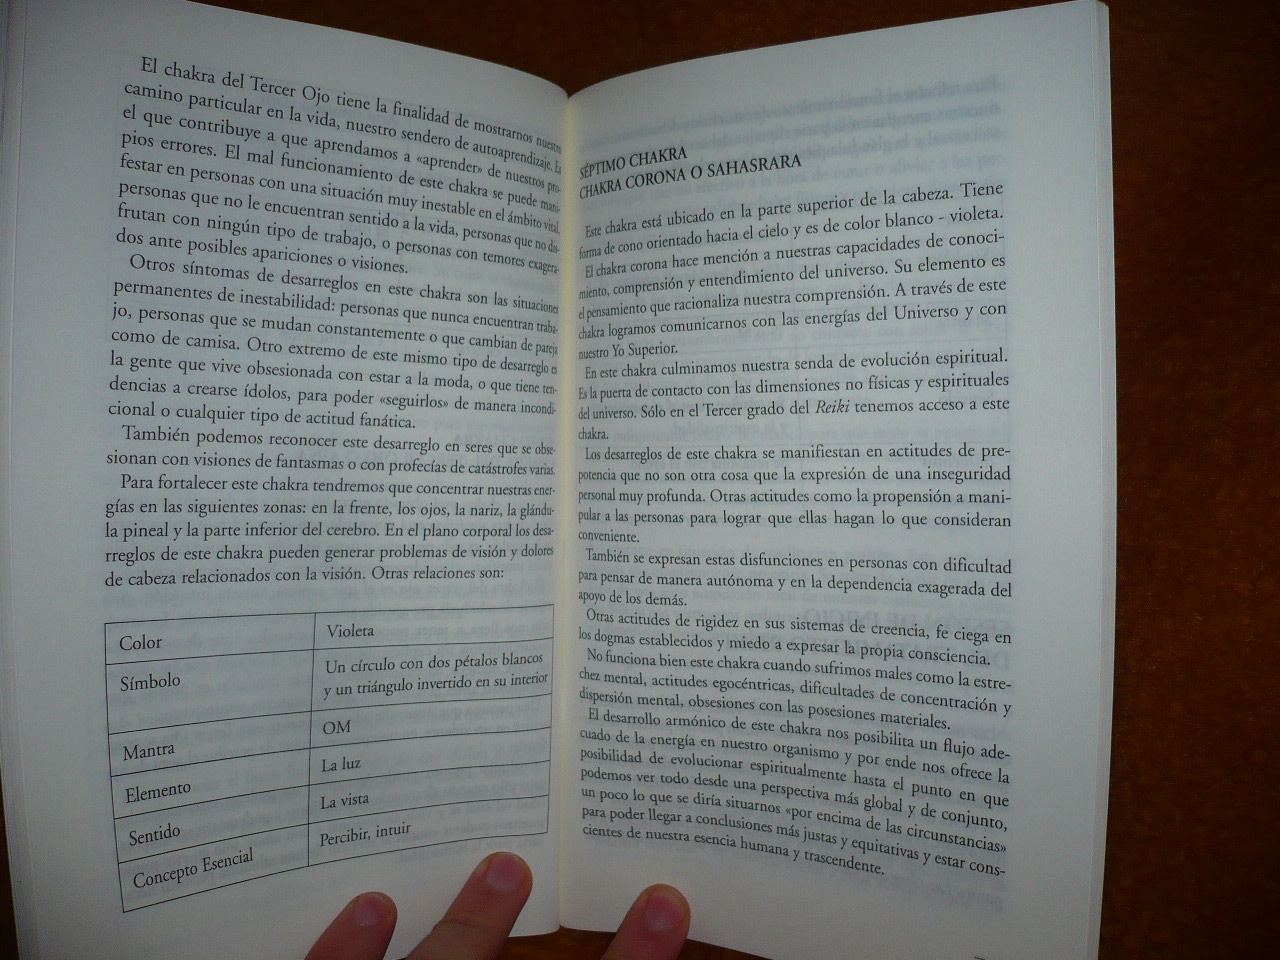 El chakra del Tercer Ojo tiene la finalidad de mostrarnos nuestro
camino particular en la vida, nuestro sendero de autoaprendizaje. Es
el que contribuye a que aprendamos a «aprender» de nuestros pro-
pios errores. El mal funcionamiento de este chakra se puede mani-
festar en personas con una situación muy inestable en el ámbito vital,
personas que no le encuentran sentido a la vida, personas que no dis-
frutan con ningún tipo de trabajo, o personas con temores exagera-
dos ante posibles apariciones o visiones.
Otros síntomas de desarreglos en este chakra son las situaciones
permanentes de inestabilidad: personas que nunca encuentran traba-
jo, personas que se mudan constantemente o que cambian de pareja
como de camisa. Otro extremo de este mismo tipo de desarreglo es
la gente que vive obsesionada con estar a la moda, o que tiene ten-
dencias a crearse ídolos, para poder «seguirlos» de manera incondi-
cional o cualquier tipo de actitud fanática.
También podemos reconocer este desarreglo en seres que se obse-
sionan con visiones de fantasmas o con profecías de catástrofes varias.
Para fortalecer este chakra tendremos que concentrar nuestras ener-
gías en las siguientes zonas: en la frente, los ojos, la nariz, la glándu-
la pineal y la parte inferior del cerebro. En el plano corporal los desa-
rreglos de este chakra pueden generar problemas de visión y dolores
de cabeza relacionados con la visión. Otras relaciones son:
Color Violeta
Símbolo Un círculo con dos pétalos blancos
y un triángulo invertido en su interior
Mantra OM
Elemento La luz
Sentido La vista
Concepto Esencial Percibir, intuir
SÉPTIMO CHAKRA
CHAKRA CORONA O SAHASRARA
Este chakra está ubicado en la parte superior de la cabeza. Tiene
forma de cono orientado hacia el cielo y es de color blanco - violeta.
El chakra corona hace mención a nuestras capacidades de conoci-
miento, comprensión y entendimiento del universo. Su elemento es
el pensamiento que racionaliza nuestra comprensión. A través de este
chakra logramos comunicarnos con las energías del Universo y con
nuestro Yo Superior.
En este chakra culminamos nuestra senda de evolución espiritual.
Es la puerta de contacto con las dimensiones no físicas y espirituales
del universo. Sólo en el Tercer grado del Reiki tenemos acceso a este
chakra.
Los desarreglos de este chakra se manifiestan en actitudes de pre-
potencia que no son otra cosa que la expresión de una inseguridad
personal muy profunda. Otras actitudes como la propensión a mani-
pular a las personas para lograr que ellas hagan lo que consideran
conveniente.
También se expresan estas disfunciones en personas con dificultad
para pensar de manera autónoma y en la dependencia exagerada del
apoyo de los demás.
Otras actitudes de rigidez en sus sistemas de creencia, fe ciega en
los dogmas establecidos y miedo a expresar la propia consciencia.
No funciona bien este chakra cuando sufrimos males como la estre-
chez mental, actitudes egocéntricas, dificultades de concentración y
dispersión mental, obsesiones con las posesiones materiales.
El desarrollo armónico de este chakra nos posibilita un flujo ade-
cuado de la energía en nuestro organismo y por ende nos ofrece la
posibilidad de evolucionar espiritualmente hasta el punto en que
podemos ver todo desde una perspectiva más global y de conjunto,
un poco lo que se diría situarnos «por encima de las circunstancias»
para poder llegar a conclusiones más justas y equitativas y estar cons-
cientes de nuestra esencia humana y trascendente.